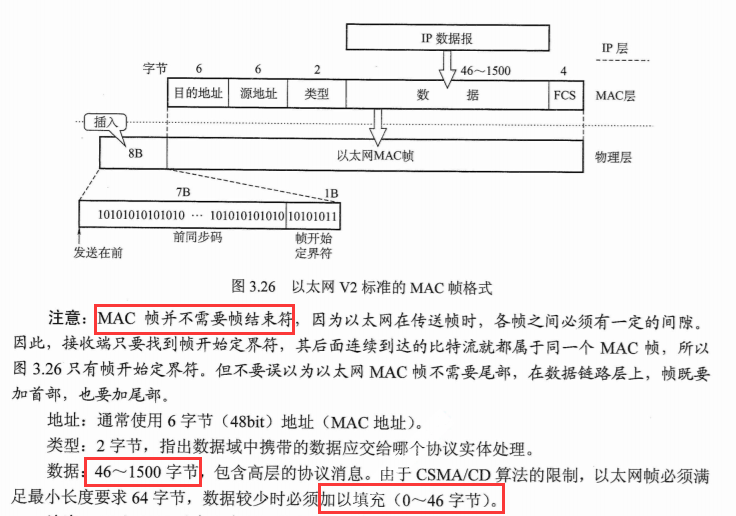 IP 数据报
IP 层
字节 6 6 2 46～1500 4
目的地址 源地址 类型 数 据 FCS MAC层
插入
8B 以太网MAC帧 物理层
7B 1B
10101010101010 ··· 101010101010 10101011
前同步码 帧开始
定界符
发送在前
图 3.26 以太网 V2 标准的 MAC 帧格式
注意：MAC 帧并不需要帧结束符，因为以太网在传送帧时，各帧之间必须有一定的间隙。
因此，接收端只要找到帧开始定界符，其后面连续到达的比特流就都属于同一个 MAC 帧，所以
图 3.26 只有帧开始定界符。但不要误以为以太网 MAC 帧不需要尾部，在数据链路层上，帧既要
加首部，也要加尾部。
地址：通常使用 6 字节（48bit）地址（MAC 地址）。
类型：2 字节，指出数据域中携带的数据应交给哪个协议实体处理。
数据：46～1500 字节，包含高层的协议消息。由于 CSMA/CD 算法的限制，以太网帧必须满
足最小长度要求 64 字节，数据较少时必须加以填充（0～46 字节）。